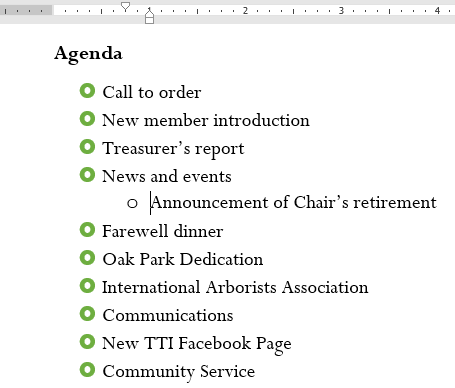 1 2 3 4
Agenda
Call to order
New member introduction
Treasurer’s report
News and events
o Announcement of Chair’s retirement
Farewell dinner
Oak Park Dedication
International Arborists Association
Communications
New TTI Facebook Page
Community Service